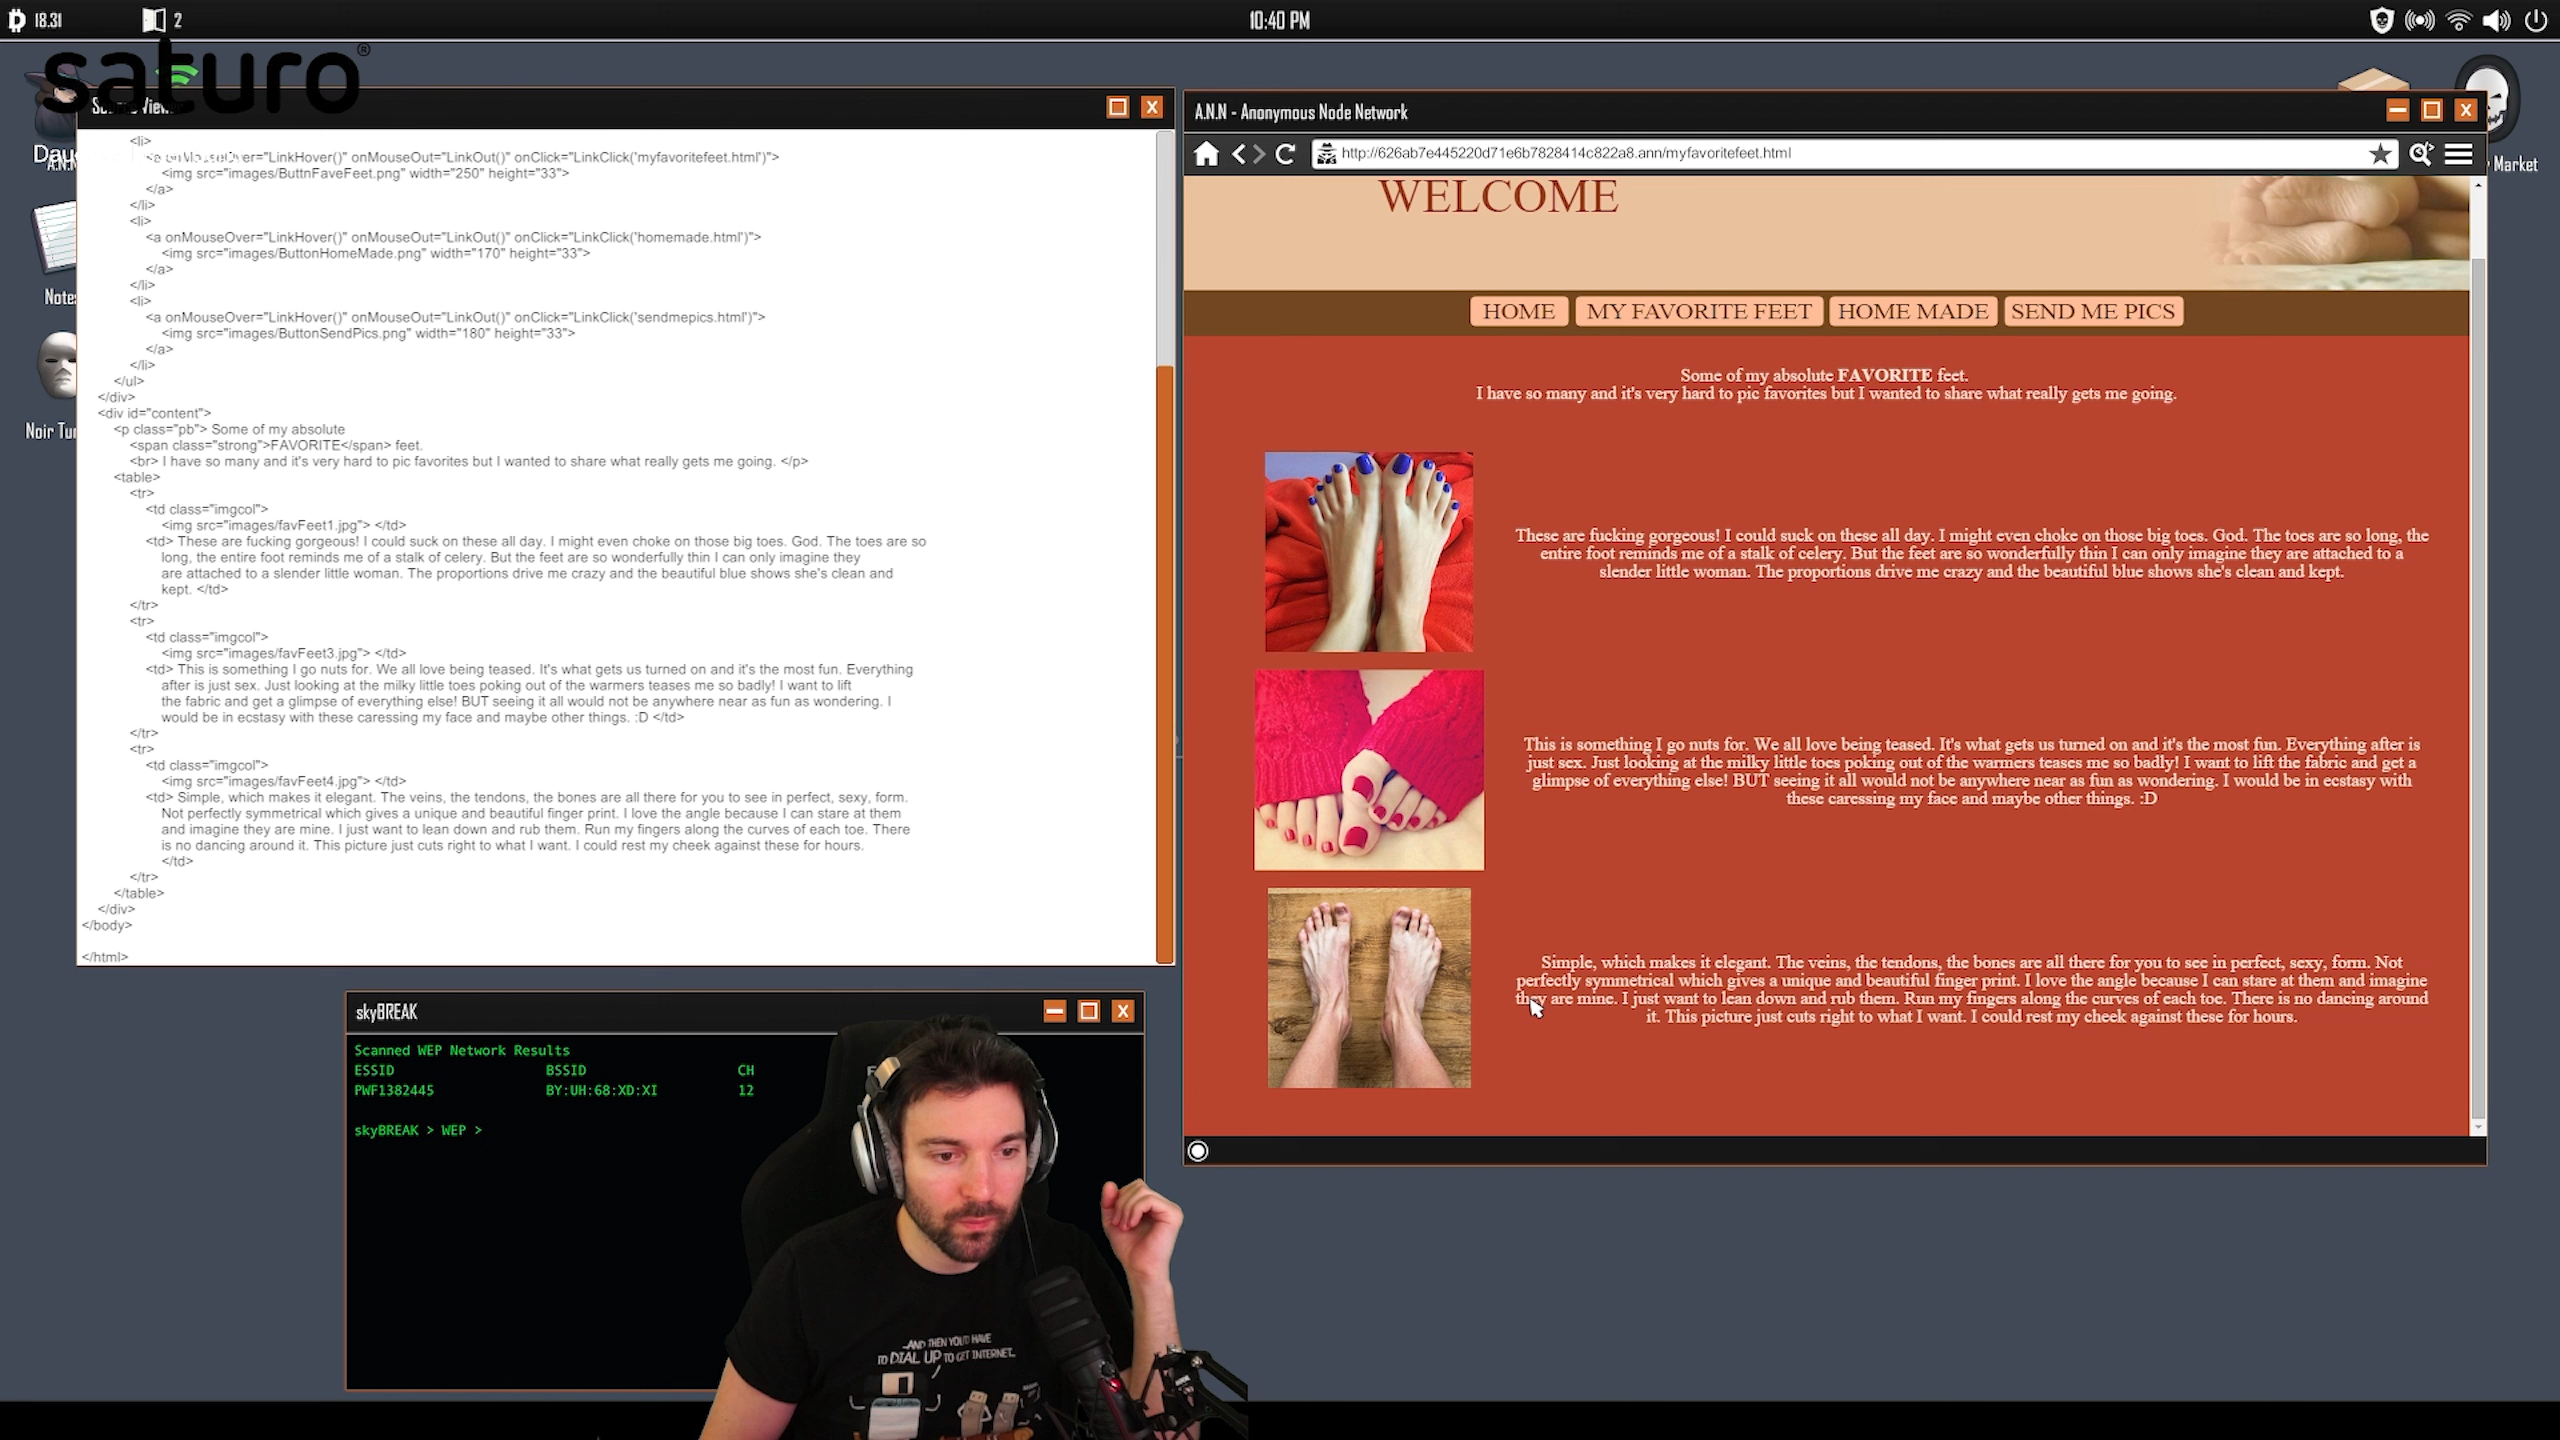 18.31
2
10:40 PM
saturo®
A.N.N
Market
Notes
Noir Tu
<li>
<a onMouseOver="LinkHover()" onMouseOut="LinkOut()" onClick="LinkClick('myfavoritefeet.html')">
<img src="images/ButtnFaveFeet.png" width="250" height="33">
</a>
</li>
<li>
<a onMouseOver="LinkHover()" onMouseOut="LinkOut()" onClick="LinkClick('homemade.html')">
<img src="images/ButtonHomeMade.png" width="170" height="33">
</a>
</li>
<li>
<a onMouseOver="LinkHover()" onMouseOut="LinkOut()" onClick="LinkClick('sendmepics.html')">
<img src="images/ButtonSendPics.png" width="180" height="33">
</a>
</li>
</ul>
</div>
<div id="content">
<p class="pb"> Some of my absolute
<span class="strong">FAVORITE</span> feet.
<br> I have so many and it's very hard to pic favorites but I wanted to share what really gets me going. </p>
<table>
<tr>
<td class="imgcol">
<img src="images/favFeet1.jpg"> </td>
<td> These are fucking gorgeous! I could suck on these all day. I might even choke on those big toes. God. The toes are so
long, the entire foot reminds me of a stalk of celery. But the feet are so wonderfully thin I can only imagine they
are attached to a slender little woman. The proportions drive me crazy and the beautiful blue shows she's clean and
kept. </td>
</tr>
<tr>
<td class="imgcol">
<img src="images/favFeet3.jpg"> </td>
<td> This is something I go nuts for. We all love being teased. It's what gets us turned on and it's the most fun. Everything
after is just sex. Just looking at the milky little toes poking out of the warmers teases me so badly! I want to lift
the fabric and get a glimpse of everything else! BUT seeing it all would not be anywhere near as fun as wondering. I
would be in ecstasy with these caressing my face and maybe other things. :D </td>
</tr>
<tr>
<td class="imgcol">
<img src="images/favFeet4.jpg"> </td>
<td> Simple, which makes it elegant. The veins, the tendons, the bones are all there for you to see in perfect, sexy, form.
Not perfectly symmetrical which gives a unique and beautiful finger print. I love the angle because I can stare at them
and imagine they are mine. I just want to lean down and rub them. Run my fingers along the curves of each toe. There
is no dancing around it. This picture just cuts right to what I want. I could rest my cheek against these for hours.
</td>
</tr>
</table>
</div>
</body>
</html>
A.N.N - Anonymous Node Network
http://626ab7e445220d71e6b7828414c822a8.ann/myfavoritefeet.html
WELCOME
HOME MY FAVORITE FEET HOME MADE SEND ME PICS
Some of my absolute FAVORITE feet.
I have so many and it's very hard to pic favorites but I wanted to share what really gets me going.
These are fucking gorgeous! I could suck on these all day. I might even choke on those big toes. God. The toes are so long, the
entire foot reminds me of a stalk of celery. But the feet are so wonderfully thin I can only imagine they are attached to a
slender little woman. The proportions drive me crazy and the beautiful blue shows she's clean and kept.
This is something I go nuts for. We all love being teased. It's what gets us turned on and it's the most fun. Everything after is
just sex. Just looking at the milky little toes poking out of the warmers teases me so badly! I want to lift the fabric and get a
glimpse of everything else! BUT seeing it all would not be anywhere near as fun as wondering. I would be in ecstasy with
these caressing my face and maybe other things. :D
Simple, which makes it elegant. The veins, the tendons, the bones are all there for you to see in perfect, sexy, form. Not
perfectly symmetrical which gives a unique and beautiful finger print. I love the angle because I can stare at them and imagine
they are mine. I just want to lean down and rub them. Run my fingers along the curves of each toe. There is no dancing around
it. This picture just cuts right to what I want. I could rest my cheek against these for hours.
skyBREAK
Scanned WEP Network Results
ESSID BSSID CH
PWF1382445 BY:UH:68:XD:XI 12
skyBREAK > WEP >
...AND THEN YOU'D HAVE
TO DIAL UP TO GET INTERNET...